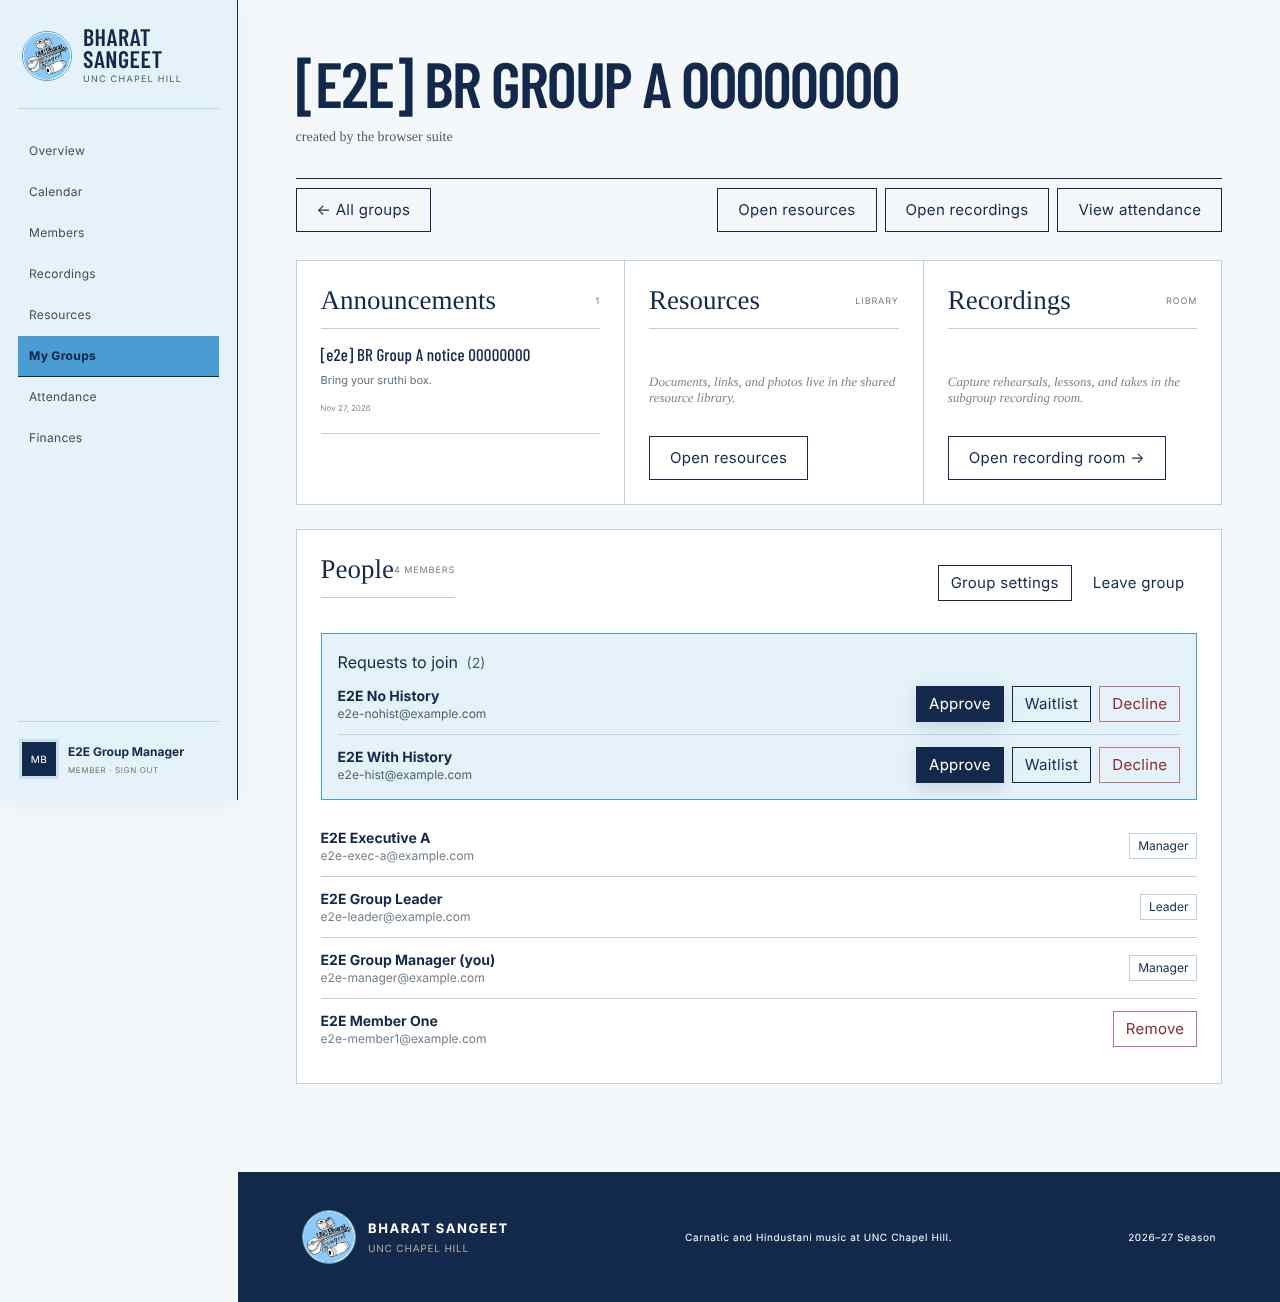 BHARAT
SANGEET
UNC CHAPEL HILL
Overview
Calendar
Members
Recordings
Resources
My Groups
Attendance
Finances
MB
E2E Group Manager
MEMBER · SIGN OUT
[E2E] BR GROUP A 00000000
created by the browser suite
← All groups
Open resources
Open recordings
View attendance
Announcements
1
[e2e] BR Group A notice 00000000
Bring your sruthi box.
Nov 27, 2026
Resources
LIBRARY
Documents, links, and photos live in the shared
resource library.
Open resources
Recordings
ROOM
Capture rehearsals, lessons, and takes in the
subgroup recording room.
Open recording room →
People
4 MEMBERS
Group settings
Leave group
Requests to join (2)
E2E No History
e2e-nohist@example.com
Approve
Waitlist
Decline
E2E With History
e2e-hist@example.com
Approve
Waitlist
Decline
E2E Executive A
e2e-exec-a@example.com
Manager
E2E Group Leader
e2e-leader@example.com
Leader
E2E Group Manager (you)
e2e-manager@example.com
Manager
E2E Member One
e2e-member1@example.com
Remove
BHARAT SANGEET
UNC CHAPEL HILL
Carnatic and Hindustani music at UNC Chapel Hill.
2026–27 Season